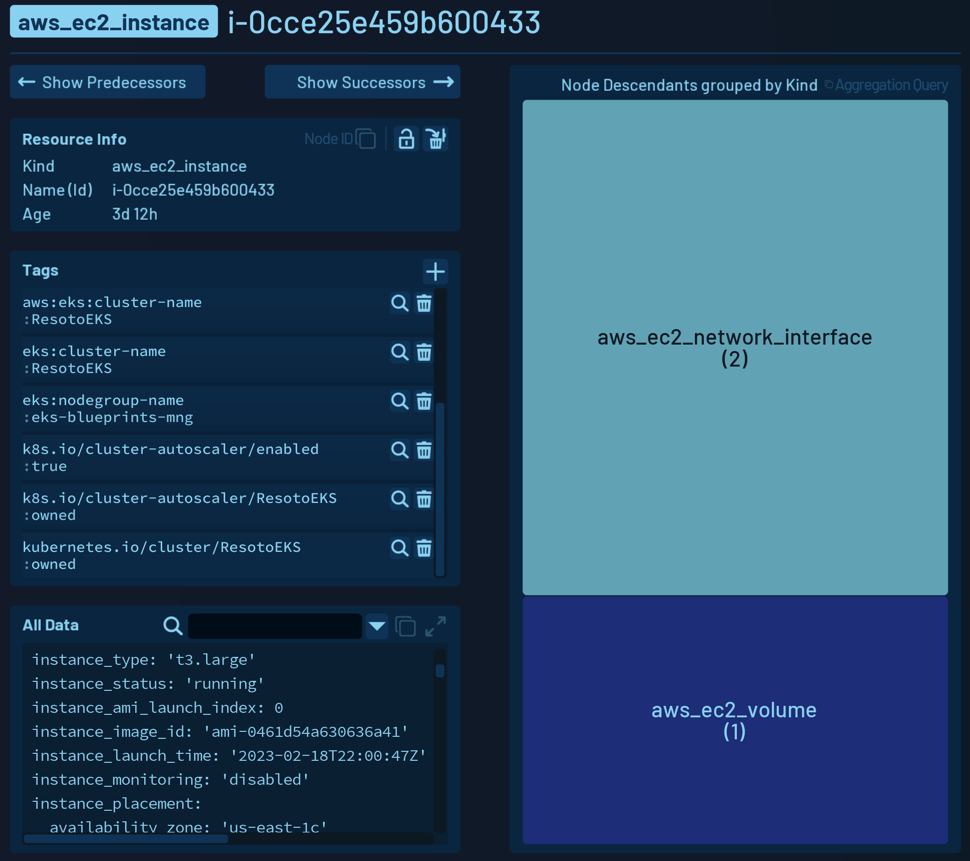 aws_ec2_instance i-0cce25e459b600433
← Show Predecessors
Show Successors →
Resource Info
Node ID
Kind aws_ec2_instance
Name (Id) i-0cce25e459b600433
Age 3d 12h
Tags
aws:eks:cluster-name
:ResotoEKS
eks:cluster-name
:ResotoEKS
eks:nodegroup-name
:eks-blueprints-mng
k8s.io/cluster-autoscaler/enabled
:true
k8s.io/cluster-autoscaler/ResotoEKS
:owned
kubernetes.io/cluster/ResotoEKS
:owned
All Data
instance_type: 't3.large'
instance_status: 'running'
instance_ami_launch_index: 0
instance_image_id: 'ami-0461d54a630636a41'
instance_launch_time: '2023-02-18T22:00:47Z'
instance_monitoring: 'disabled'
instance_placement:
availability_zone: 'us-east-1c'
Node Descendants grouped by Kind
Aggregation Query
aws_ec2_network_interface
(2)
aws_ec2_volume
(1)